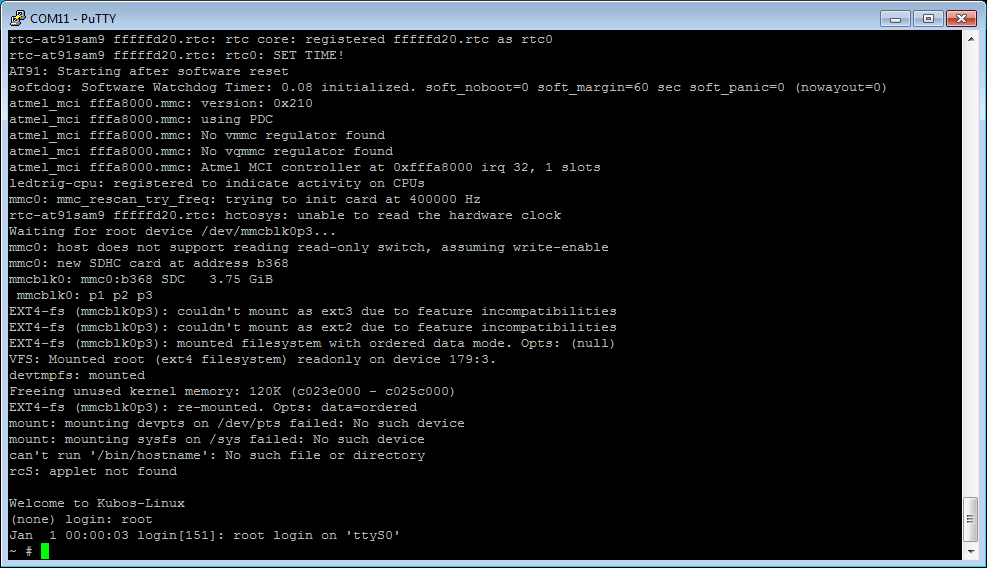 COM11 - PuTTY
rtc-at91sam9 fffffd20.rtc: rtc core: registered fffffd20.rtc as rtc0
rtc-at91sam9 fffffd20.rtc: rtc0: SET TIME!
AT91: Starting after software reset
softdog: Software Watchdog Timer: 0.08 initialized. soft_noboot=0 soft_margin=60 sec soft_panic=0 (nowayout=0)
atmel_mci fffa8000.mmc: version: 0x210
atmel_mci fffa8000.mmc: using PDC
atmel_mci fffa8000.mmc: No vmmc regulator found
atmel_mci fffa8000.mmc: No vqmmc regulator found
atmel_mci fffa8000.mmc: Atmel MCI controller at 0xfffa8000 irq 32, 1 slots
ledtrig-cpu: registered to indicate activity on CPUs
mmc0: mmc_rescan_try_freq: trying to init card at 400000 Hz
rtc-at91sam9 fffffd20.rtc: hctosys: unable to read the hardware clock
Waiting for root device /dev/mmcblk0p3...
mmc0: host does not support reading read-only switch, assuming write-enable
mmc0: new SDHC card at address b368
mmcblk0: mmc0:b368 SDC   3.75 GiB
 mmcblk0: p1 p2 p3
EXT4-fs (mmcblk0p3): couldn't mount as ext3 due to feature incompatibilities
EXT4-fs (mmcblk0p3): couldn't mount as ext2 due to feature incompatibilities
EXT4-fs (mmcblk0p3): mounted filesystem with ordered data mode. Opts: (null)
VFS: Mounted root (ext4 filesystem) readonly on device 179:3.
devtmpfs: mounted
Freeing unused kernel memory: 120K (c023e000 - c025c000)
EXT4-fs (mmcblk0p3): re-mounted. Opts: data=ordered
mount: mounting devpts on /dev/pts failed: No such device
mount: mounting sysfs on /sys failed: No such device
can't run '/bin/hostname': No such file or directory
rcS: applet not found
Welcome to Kubos-Linux
(none) login: root
Jan  1 00:00:03 login[151]: root login on 'ttyS0'
~ #